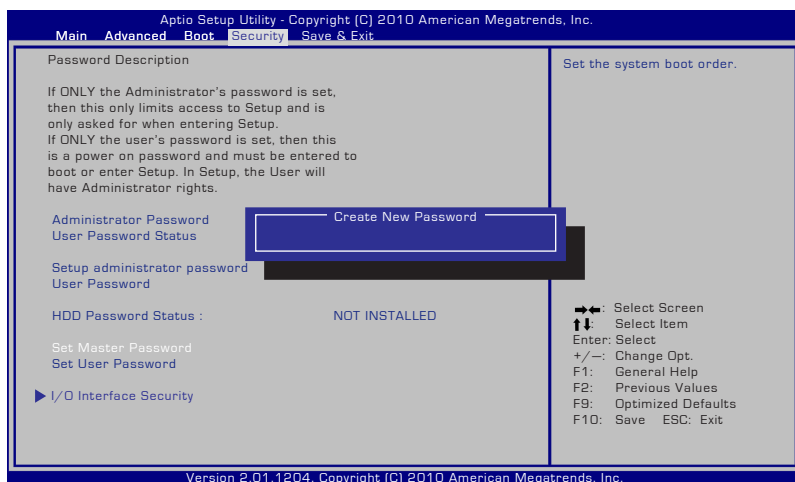 Aptio Setup Utility - Copyright (C) 2010 American Megatrends, Inc.
Main Advanced Boot Security Save & Exit
Password Description
If ONLY the Administrator's password is set,
then this only limits access to Setup and is
only asked for when entering Setup.
If ONLY the user's password is set, then this
is a power on password and must be entered to
boot or enter Setup. In Setup, the User will
have Administrator rights.
Administrator Password
User Password Status
Create New Password
Setup administrator password
User Password
HDD Password Status : NOT INSTALLED
Set Master Password
Set User Password
I/O Interface Security
Set the system boot order.
→←: Select Screen
↑↓: Select Item
Enter: Select
+/—: Change Opt.
F1: General Help
F2: Previous Values
F9: Optimized Defaults
F10: Save ESC: Exit
Version 2.01.1204. Copyright (C) 2010 American Megatrends, Inc.